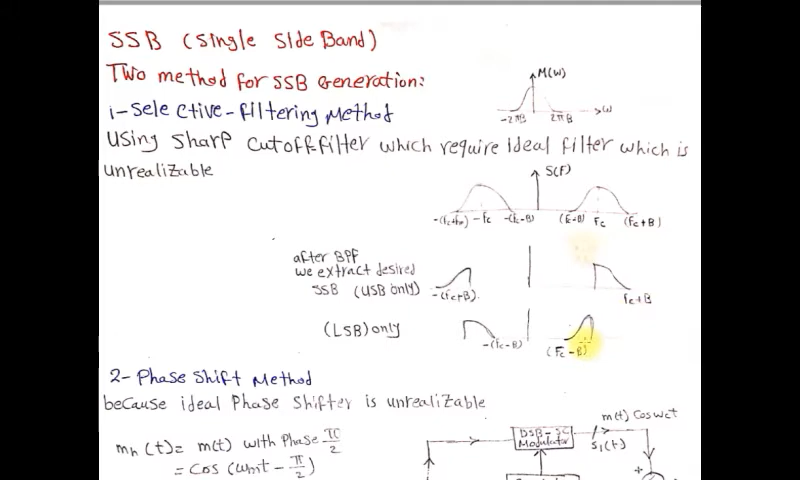 SSB (Single Side Band)
Two method for SSB Generation:
M(W)
1- Selective-filtering Method
-2πB 2πB w
Using Sharp Cutoff filter which require ideal filter which is
unrealizable
S(F)
-(fc+fm) -fc -(fc-B) (fc-B) Fc (fc+B)
after BPF
we extract desired
SSB (USB only)
-(fc+B). fc+B
(LSB) only
-(fc-B) (Fc-B)
2- Phase Shift Method
because ideal Phase Shifter is unrealizable
m(t) Cos wct
mh(t)= m(t) with Phase π/2
DSB-SC
Modulator
S1(t)
= Cos (wmt - π/2)
+